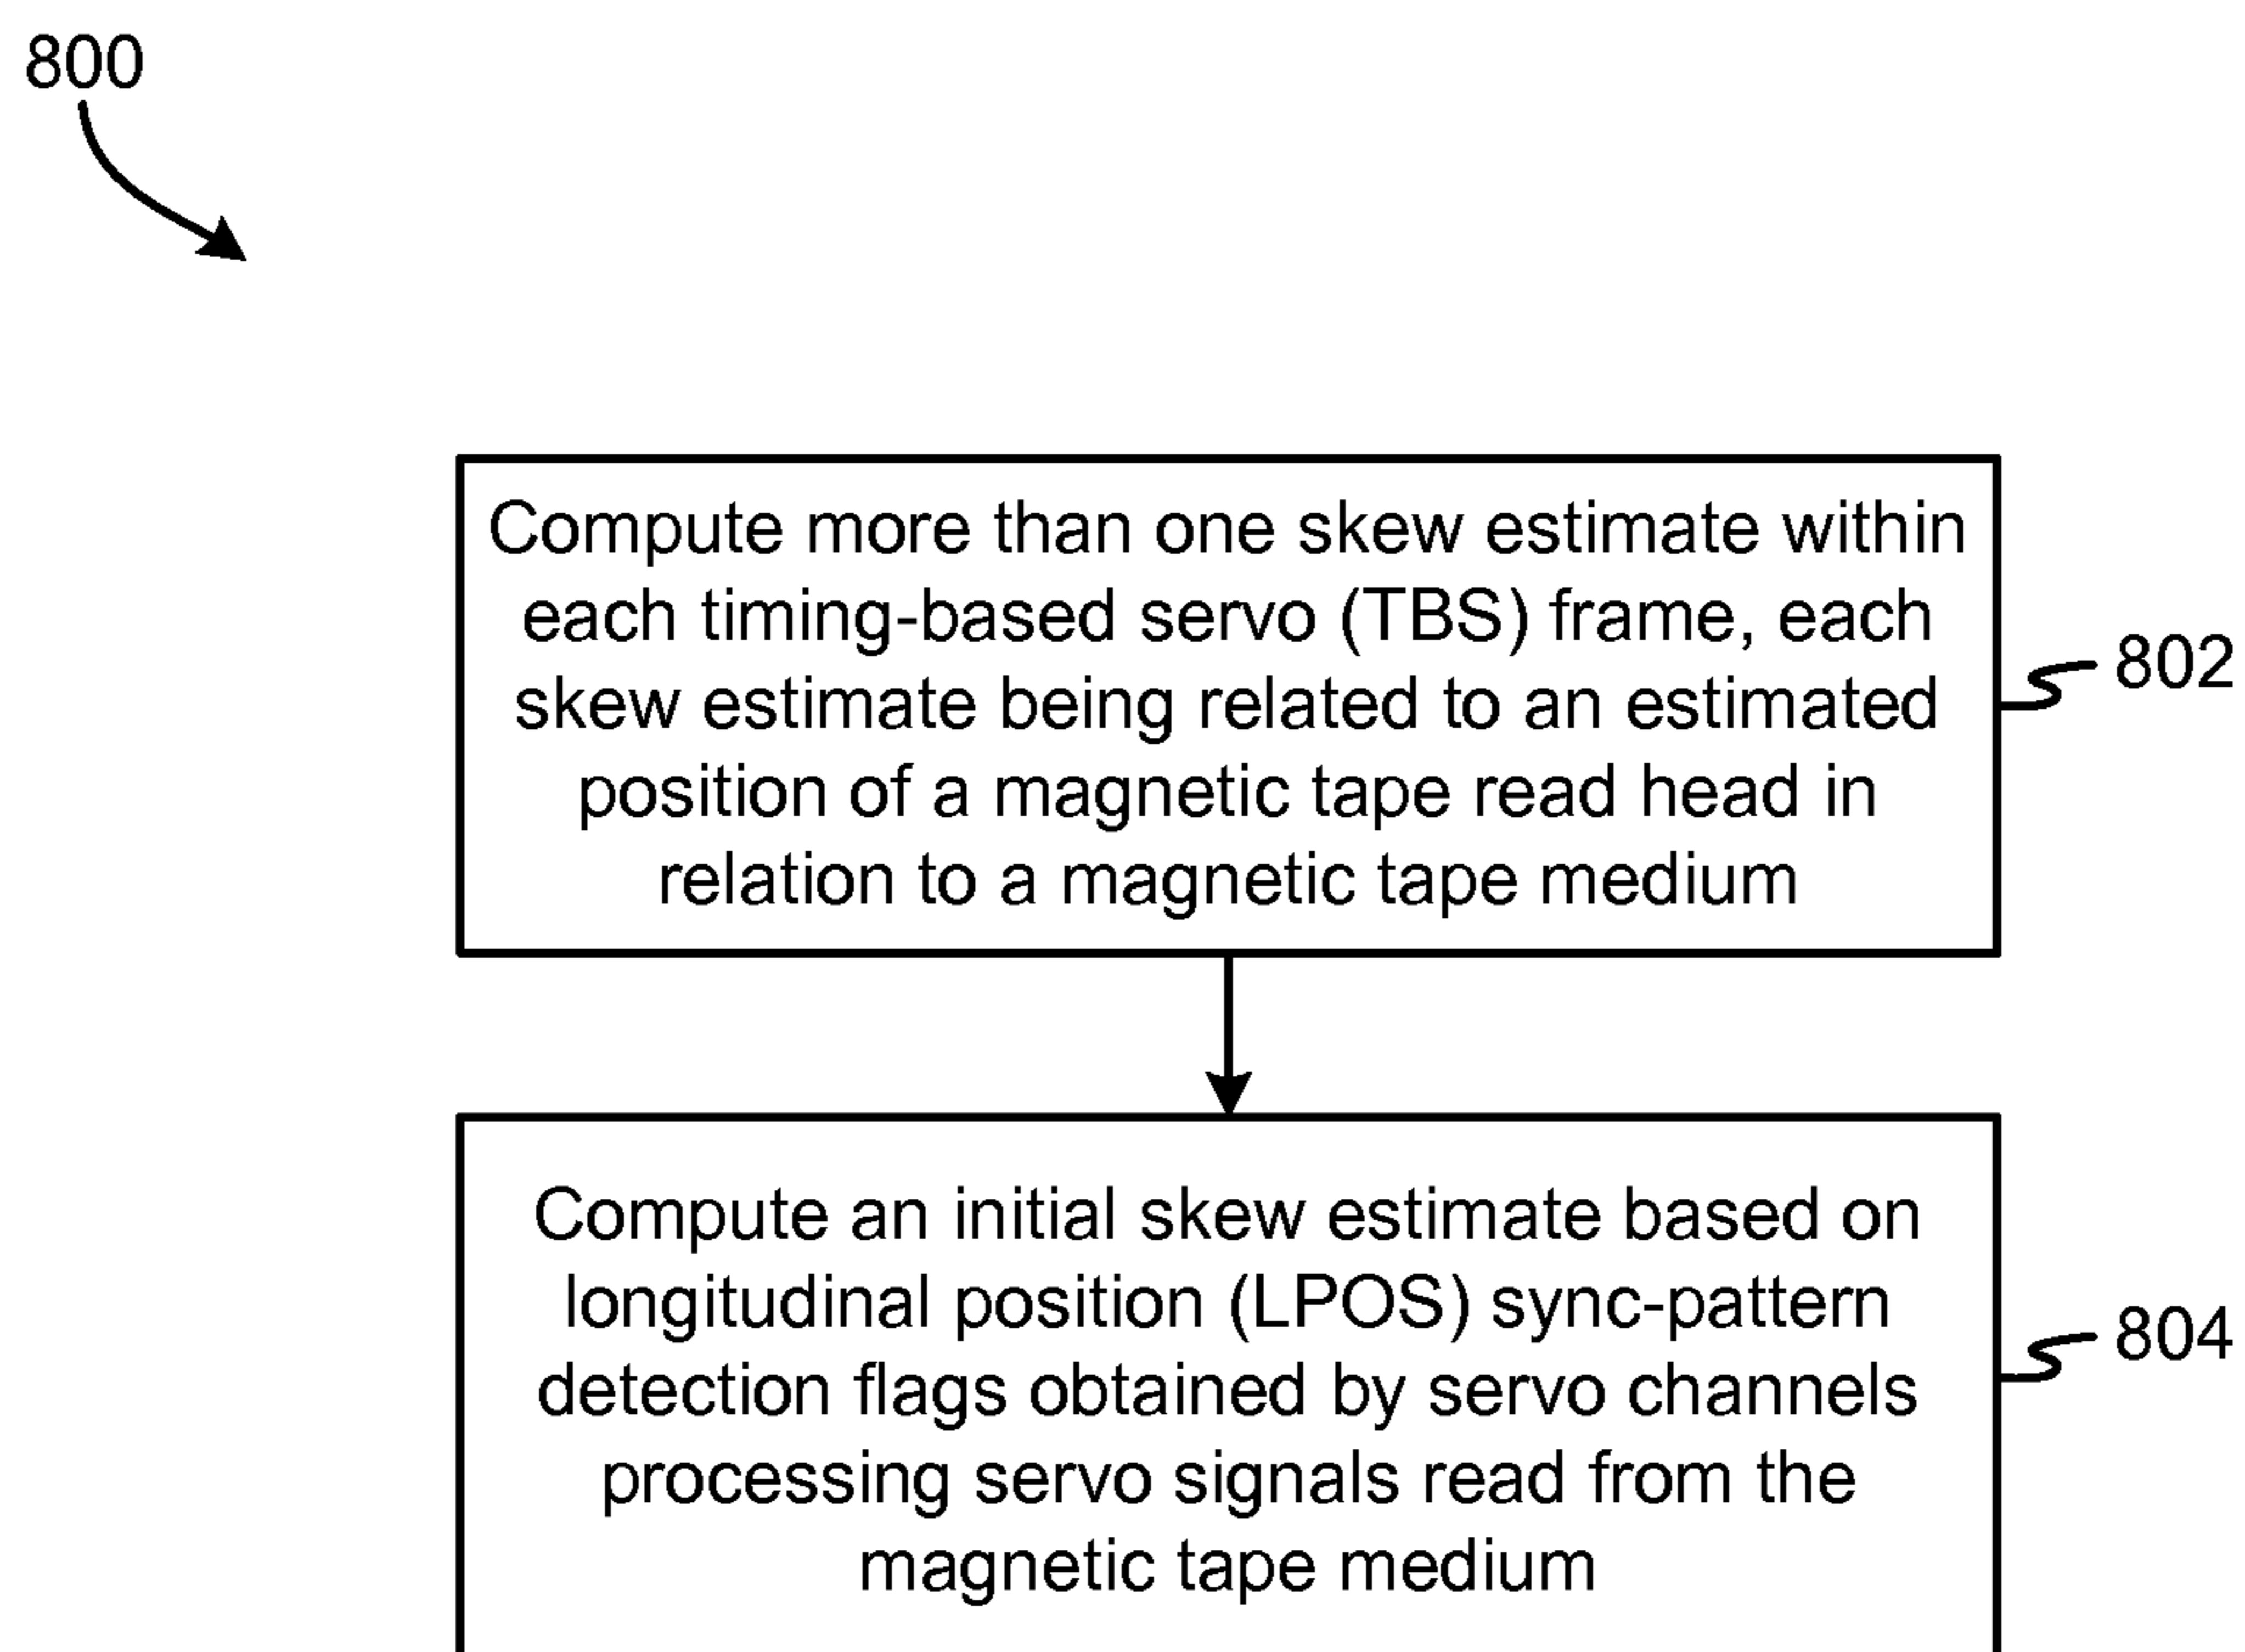 800
Compute more than one skew estimate within
each timing-based servo (TBS) frame, each
skew estimate being related to an estimated
position of a magnetic tape read head in
relation to a magnetic tape medium
802
Compute an initial skew estimate based on
longitudinal position (LPOS) sync-pattern
detection flags obtained by servo channels
processing servo signals read from the
magnetic tape medium
804